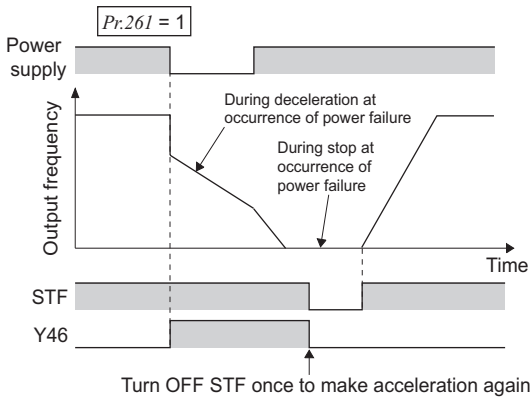 Pr.261 = 1
Power
supply
During deceleration at
occurrence of power failure
During stop at
occurrence of
power failure
Output frequency
Time
STF
Y46
Turn OFF STF once to make acceleration again